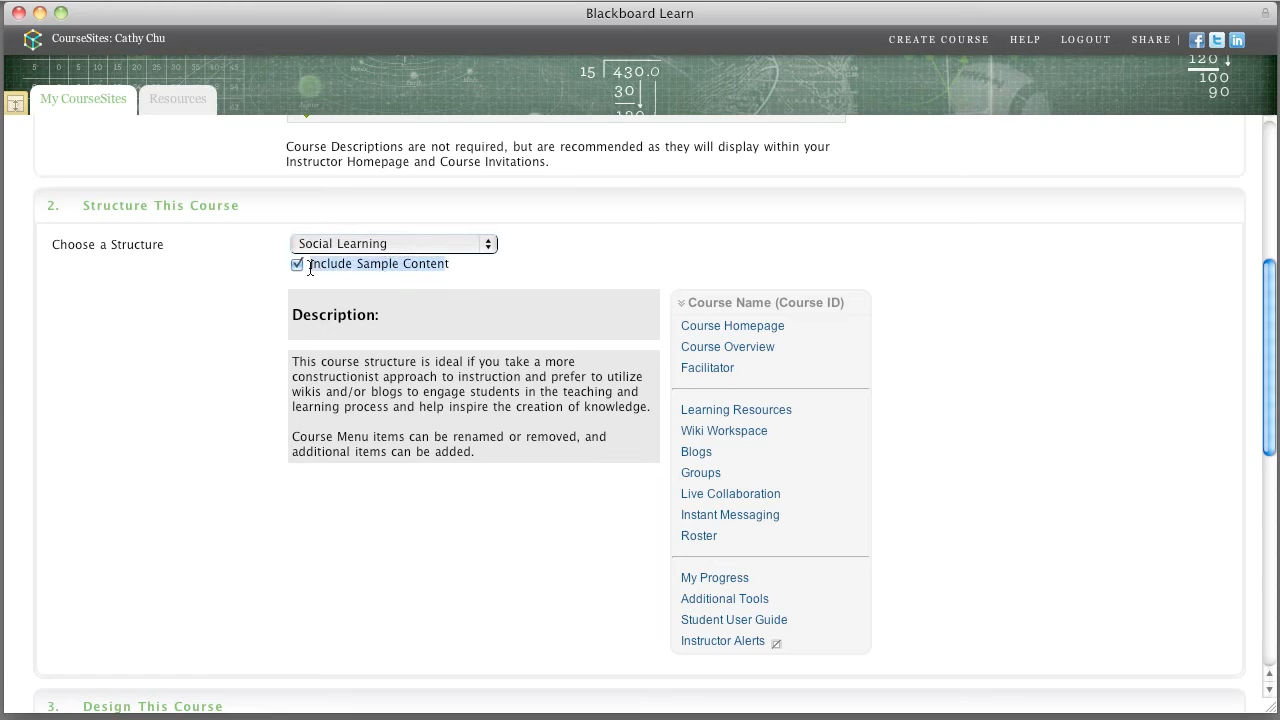 Blackboard Learn
CourseSites: Cathy Chu
CREATE COURSE HELP LOGOUT SHARE |
My CourseSites
Resources
15 430.0
30
120
100
90
Course Descriptions are not required, but are recommended as they will display within your
Instructor Homepage and Course Invitations.
2. Structure This Course
Choose a Structure
Social Learning
Include Sample Content
Description:
This course structure is ideal if you take a more
constructionist approach to instruction and prefer to utilize
wikis and/or blogs to engage students in the teaching and
learning process and help inspire the creation of knowledge.
Course Menu items can be renamed or removed, and
additional items can be added.
Course Name (Course ID)
Course Homepage
Course Overview
Facilitator
Learning Resources
Wiki Workspace
Blogs
Groups
Live Collaboration
Instant Messaging
Roster
My Progress
Additional Tools
Student User Guide
Instructor Alerts
3. Design This Course